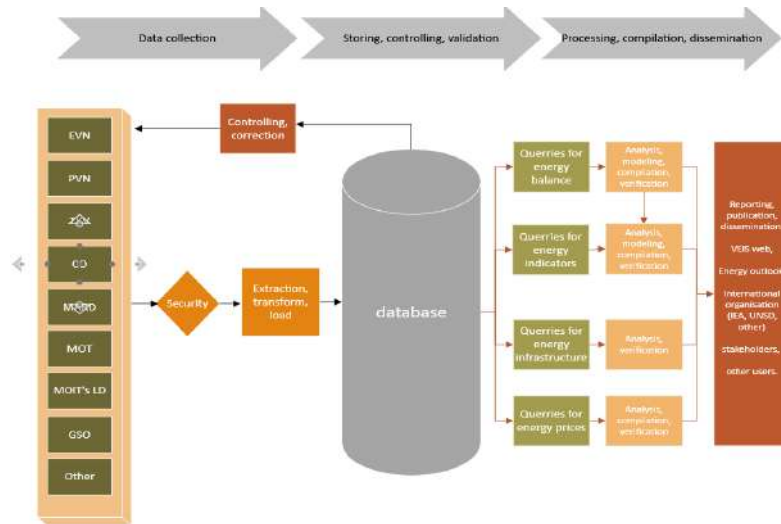 Data collection
Storing, controlling, validation
Processing, compilation, dissemination
EVN
PVN
MOT
MOIT's LD
GSO
Other
Controlling,
correction
Security
Extraction,
transform,
load
database
Querries for
energy
balance
Querries for
energy
indicators
Querries for
energy
infrastructure
Querries for
energy prices
Analysis,
modeling,
compilation,
verification
Analysis,
modeling,
compilation,
verification
Analysis,
verification
Analysis,
compilation,
verification
Reporting,
publication,
dissemination
VEIS web,
Energy outlook
International
organisation
(IEA, UNSD,
other)
stakeholders,
other users.